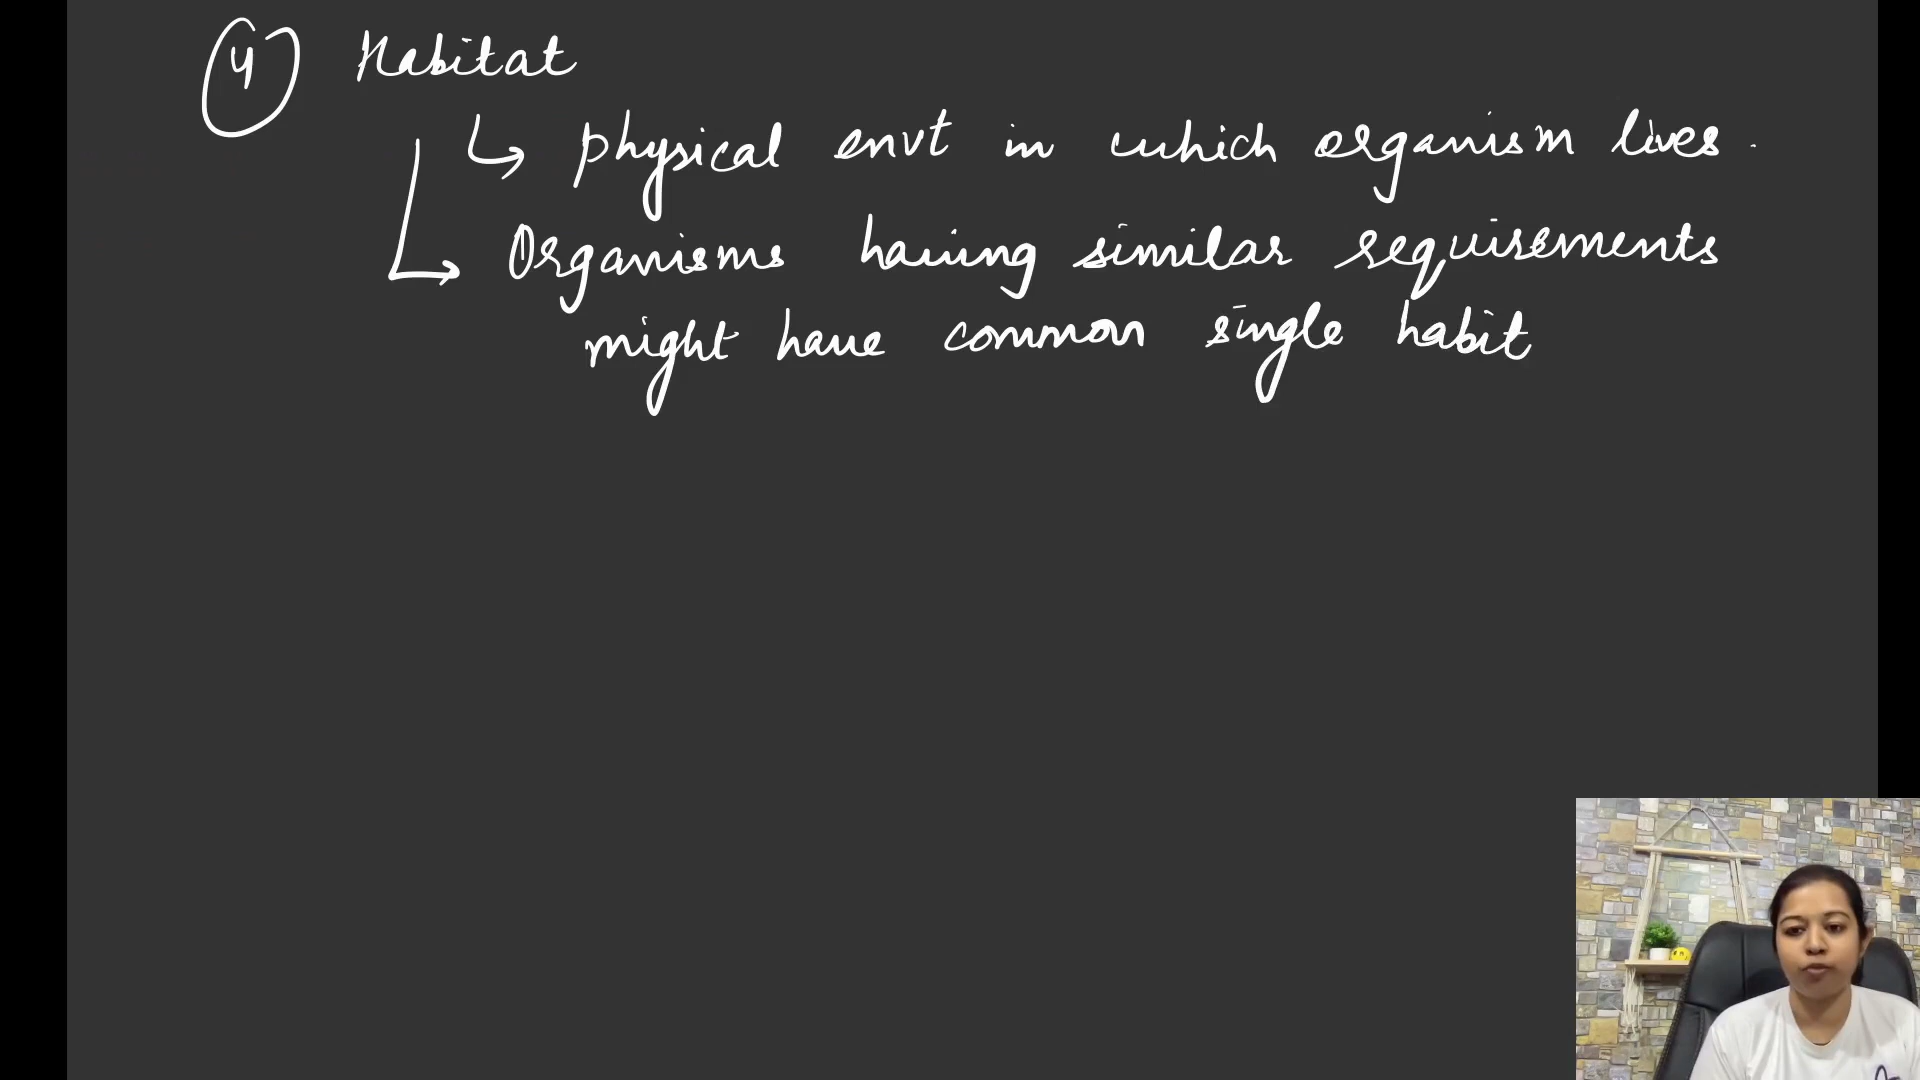 4 Habitat
↳ physical envt in which organism lives.
↳ Organisms having similar requirements
might have common single habit